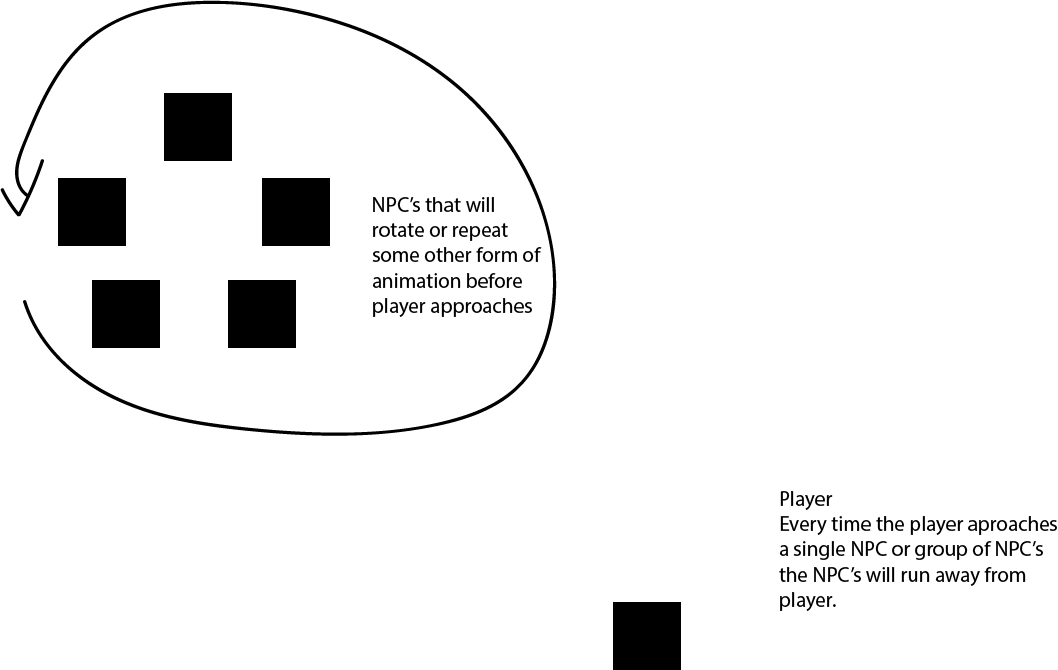 NPC's that will
rotate or repeat
some other form of
animation before
player approaches
Player
Every time the player aproaches
a single NPC or group of NPC's
the NPC's will run away from
player.